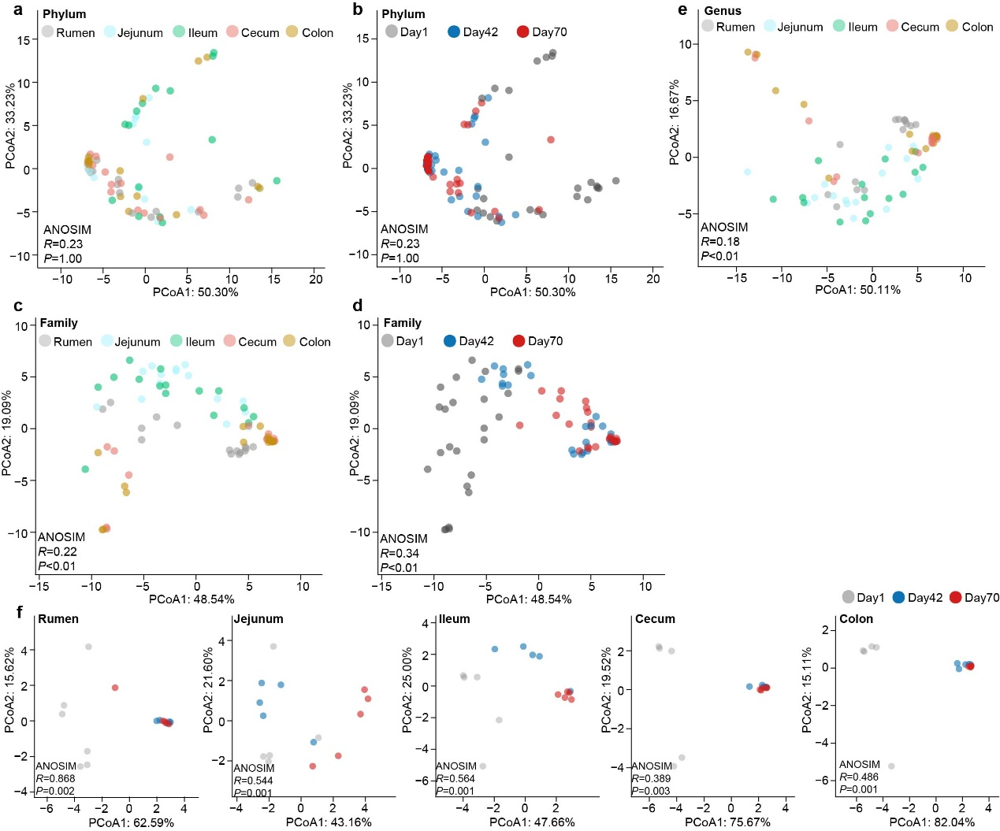 a
Phylum
Rumen Jejunum Ileum Cecum Colon
15
10
5
0
−5
−10
PCoA2: 33.23%
ANOSIM
R=0.23
P=1.00
−10 −5 0 5 10 15 20
PCoA1: 50.30%
b
Phylum
Day1 Day42 Day70
15
10
5
0
−5
−10
PCoA2: 33.23%
ANOSIM
R=0.23
P=1.00
−10 −5 0 5 10 15 20
PCoA1: 50.30%
e
Genus
Rumen Jejunum Ileum Cecum Colon
10
5
0
−5
PCoA2: 16.67%
ANOSIM
R=0.18
P<0.01
−15 −10 −5 0 5 10
PCoA1: 50.11%
c
Family
Rumen Jejunum Ileum Cecum Colon
10
5
0
−5
−10
PCoA2: 19.09%
ANOSIM
R=0.22
P<0.01
−15 −10 −5 0 5 10
PCoA1: 48.54%
d
Family
Day1 Day42 Day70
10
5
0
−5
−10
PCoA2: 19.09%
ANOSIM
R=0.34
P<0.01
−15 −10 −5 0 5 10
PCoA1: 48.54%
Day1 Day42 Day70
f
Rumen
4
2
0
−2
−4
PCoA2: 15.62%
ANOSIM
R=0.868
P=0.002
−6 −4 −2 0 2 4
PCoA1: 62.59%
Jejunum
4
2
0
−2
PCoA2: 21.60%
ANOSIM
R=0.544
P=0.001
−4 −2 0 2 4
PCoA1: 43.16%
Ileum
4
2
0
−2
−4
−6
PCoA2: 25.00%
ANOSIM
R=0.564
P=0.001
−4 −2 0 2
PCoA1: 47.66%
Cecum
2
0
−2
−4
PCoA2: 19.52%
ANOSIM
R=0.389
P=0.003
−6 −4 −2 0 2 4
PCoA1: 75.67%
Colon
2
0
−2
−4
−6
PCoA2: 15.11%
ANOSIM
R=0.486
P=0.001
−6 −4 −2 0 2 4
PCoA1: 82.04%